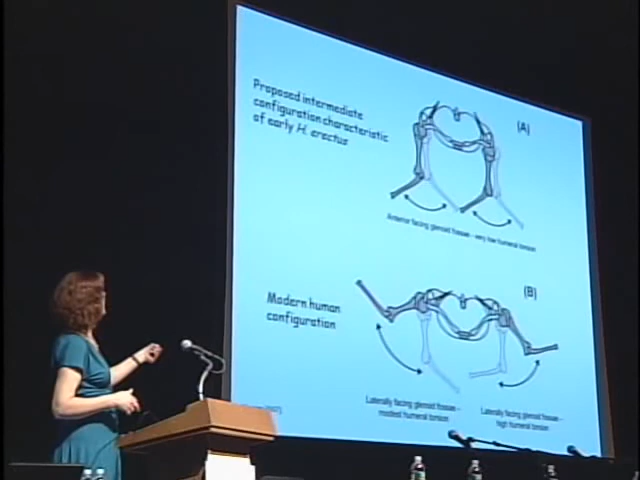 Proposed intermediate
configuration characteristic
of early H. erectus
(A)
Anterior facing glenoid fossae – very low humeral torsion
Modern human
configuration
(B)
Laterally facing glenoid fossae –
modest humeral torsion
Laterally facing glenoid fossae –
high humeral torsion
2007)